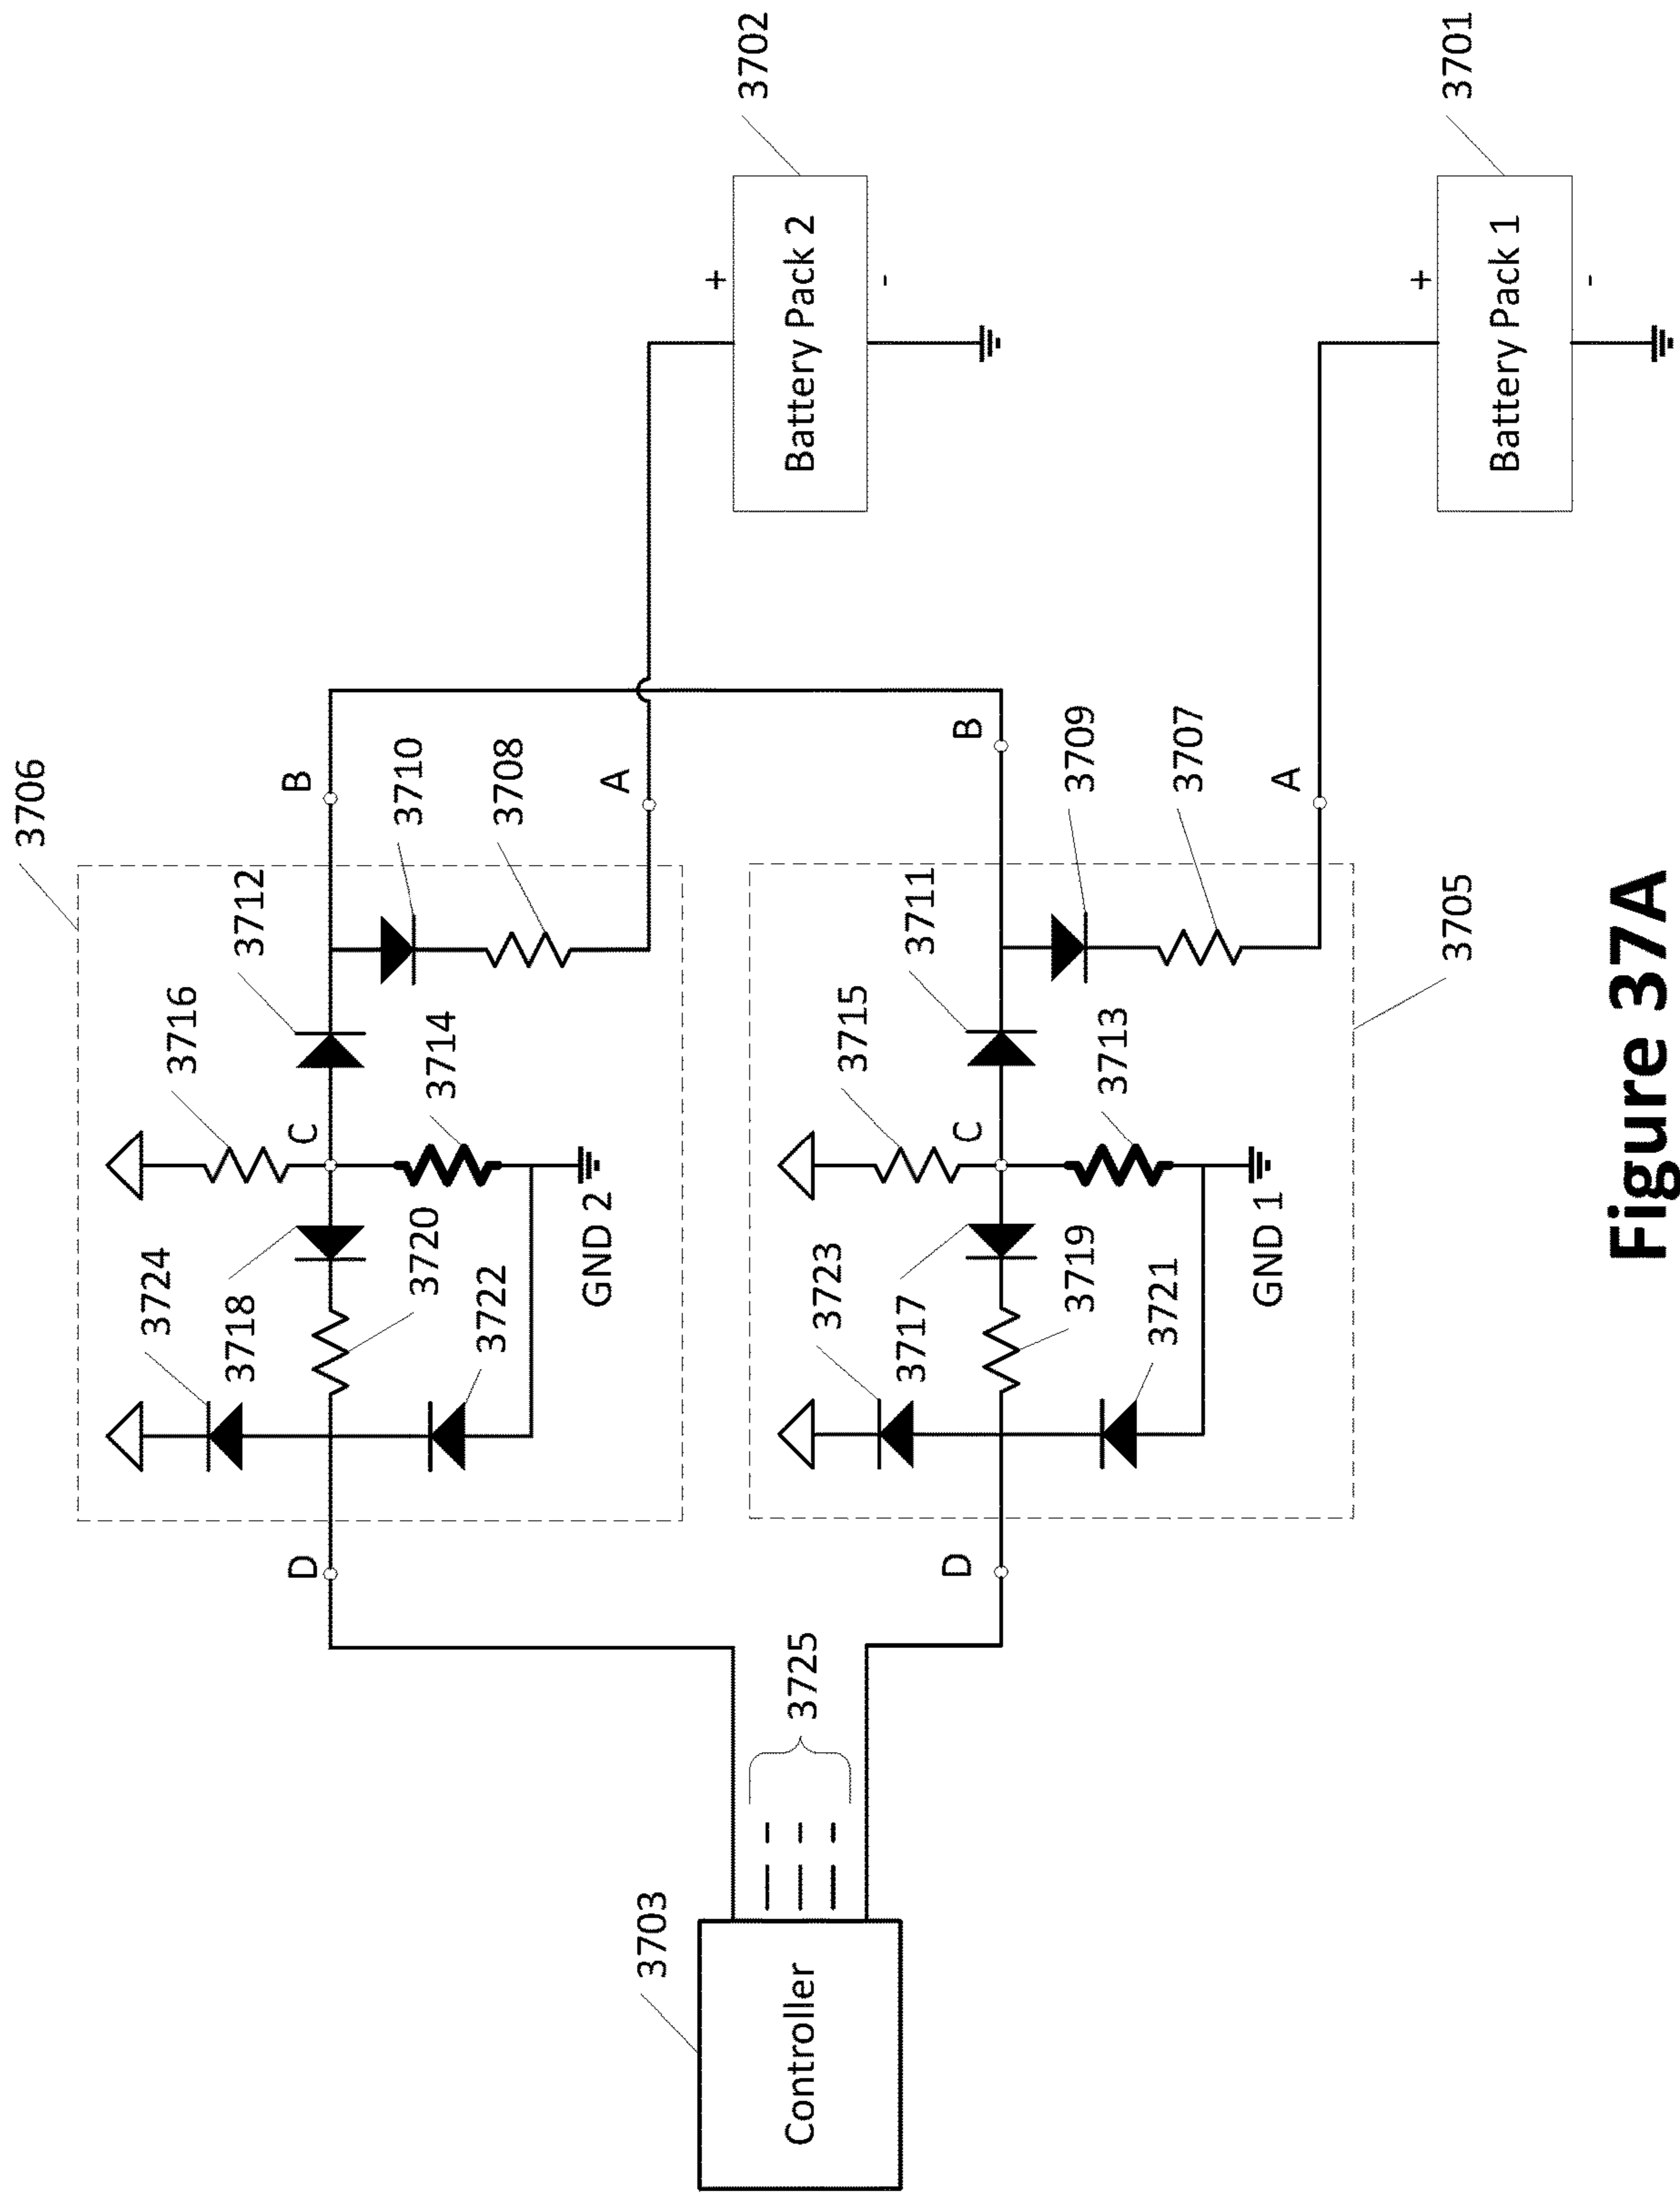 3706
3716
3712
B
3724
C
3710
D
3718
3714
3708
3720
3722
A
GND 2
+
3702
Battery Pack 2
-
3703
Controller
3725
3715
3711
B
3723
C
3709
D
3717
3713
3707
3719
3721
A
GND 1
3705
+
3701
Battery Pack 1
-
Figure 37A